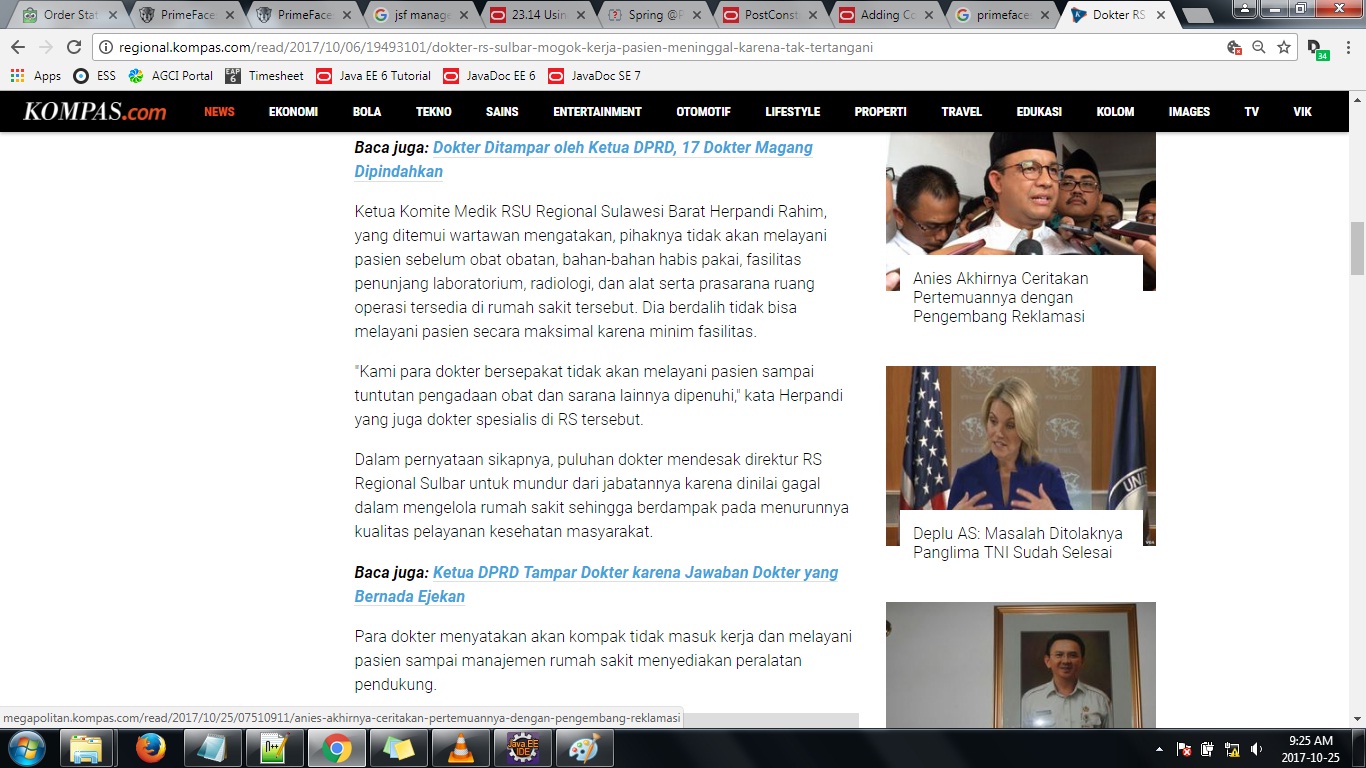 Order Stat
PrimeFace
PrimeFace
jsf manage
23.14 Usin
Spring @P
PostConst
Adding Co
primefaces
Dokter RS
regional.kompas.com/read/2017/10/06/19493101/dokter-rs-sulbar-mogok-kerja-pasien-meninggal-karena-tak-tertangani
34
Apps
ESS
AGCI Portal
EAP 6
Timesheet
Java EE 6 Tutorial
JavaDoc EE 6
JavaDoc SE 7
KOMPAS.com
NEWS
EKONOMI
BOLA
TEKNO
SAINS
ENTERTAINMENT
OTOMOTIF
LIFESTYLE
PROPERTI
TRAVEL
EDUKASI
KOLOM
IMAGES
TV
VIK
Baca juga: Dokter Ditampar oleh Ketua DPRD, 17 Dokter Magang
Dipindahkan
Ketua Komite Medik RSU Regional Sulawesi Barat Herpandi Rahim,
yang ditemui wartawan mengatakan, pihaknya tidak akan melayani
pasien sebelum obat obatan, bahan-bahan habis pakai, fasilitas
penunjang laboratorium, radiologi, dan alat serta prasarana ruang
operasi tersedia di rumah sakit tersebut. Dia berdalih tidak bisa
melayani pasien secara maksimal karena minim fasilitas.
"Kami para dokter bersepakat tidak akan melayani pasien sampai
tuntutan pengadaan obat dan sarana lainnya dipenuhi," kata Herpandi
yang juga dokter spesialis di RS tersebut.
Dalam pernyataan sikapnya, puluhan dokter mendesak direktur RS
Regional Sulbar untuk mundur dari jabatannya karena dinilai gagal
dalam mengelola rumah sakit sehingga berdampak pada menurunnya
kualitas pelayanan kesehatan masyarakat.
Baca juga: Ketua DPRD Tampar Dokter karena Jawaban Dokter yang
Bernada Ejekan
Para dokter menyatakan akan kompak tidak masuk kerja dan melayani
pasien sampai manajemen rumah sakit menyediakan peralatan
pendukung.
Anies Akhirnya Ceritakan
Pertemuannya dengan
Pengembang Reklamasi
Deplu AS: Masalah Ditolaknya
Panglima TNI Sudah Selesai
megapolitan.kompas.com/read/2017/10/25/07510911/anies-akhirnya-ceritakan-pertemuannya-dengan-pengembang-reklamasi
Java EE
IDE
9:25 AM
2017-10-25